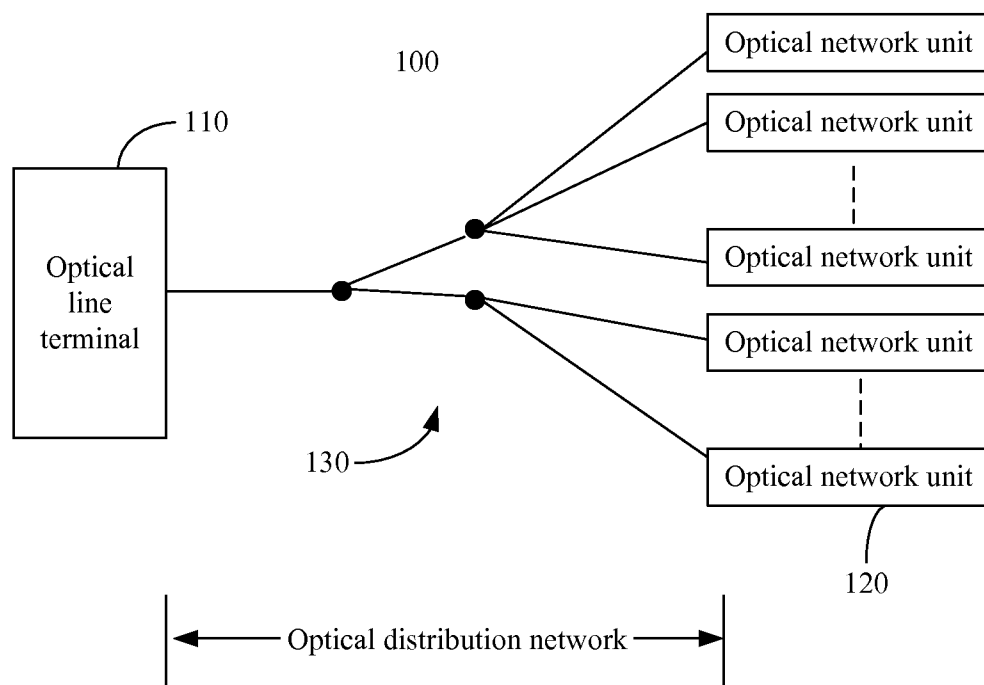 Optical network unit
100
Optical network unit
110
Optical network unit
Optical
line
terminal
Optical network unit
130
Optical network unit
120
Optical distribution network